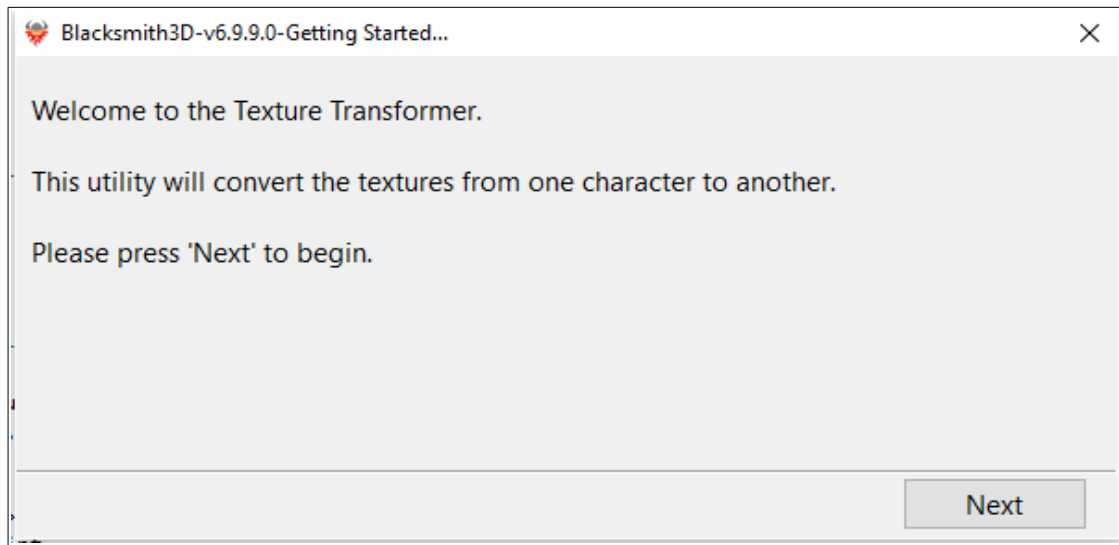 Blacksmith3D-v6.9.9.0-Getting Started...
Welcome to the Texture Transformer.
This utility will convert the textures from one character to another.
Please press 'Next' to begin.
Next